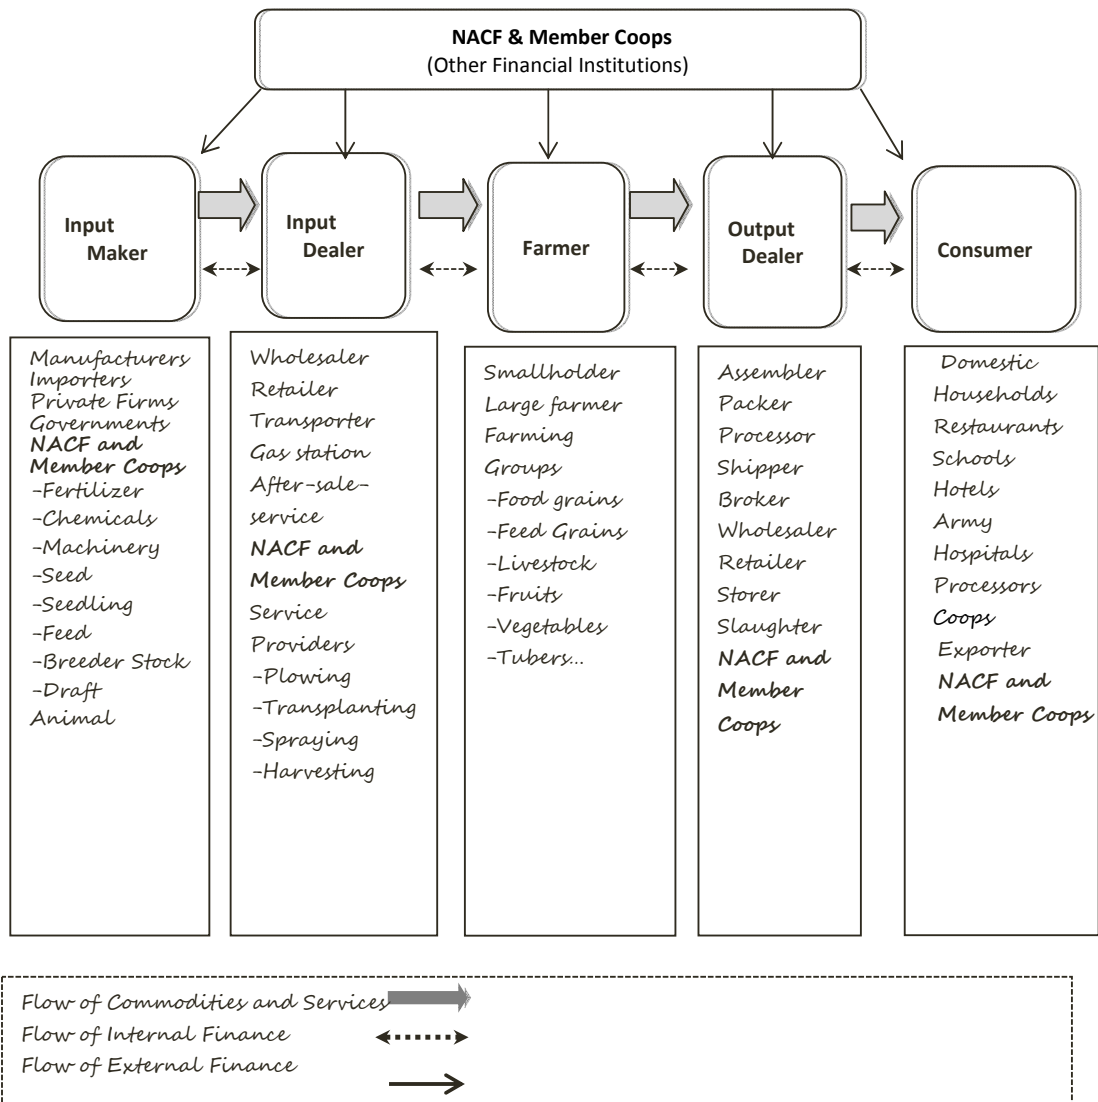 NACF & Member Coops
(Other Financial Institutions)
Input
Maker
Input
Dealer
Farmer
Output
Dealer
Consumer
Manufacturers
Importers
Private Firms
Governments
NACF and
Member Coops
-Fertilizer
-Chemicals
-Machinery
-Seed
-Seedling
-Feed
-Breeder Stock
-Draft
Animal
Wholesaler
Retailer
Transporter
Gas station
After-sale-
service
NACF and
Member Coops
Service
Providers
-Plowing
-Transplanting
-Spraying
-Harvesting
Smallholder
Large farmer
Farming
Groups
-Food grains
-Feed Grains
-Livestock
-Fruits
-Vegetables
-Tubers...
Assembler
Packer
Processor
Shipper
Broker
Wholesaler
Retailer
Storer
Slaughter
NACF and
Member
Coops
Domestic
Households
Restaurants
Schools
Hotels
Army
Hospitals
Processors
Coops
Exporter
NACF and
Member Coops
Flow of Commodities and Services
Flow of Internal Finance
Flow of External Finance